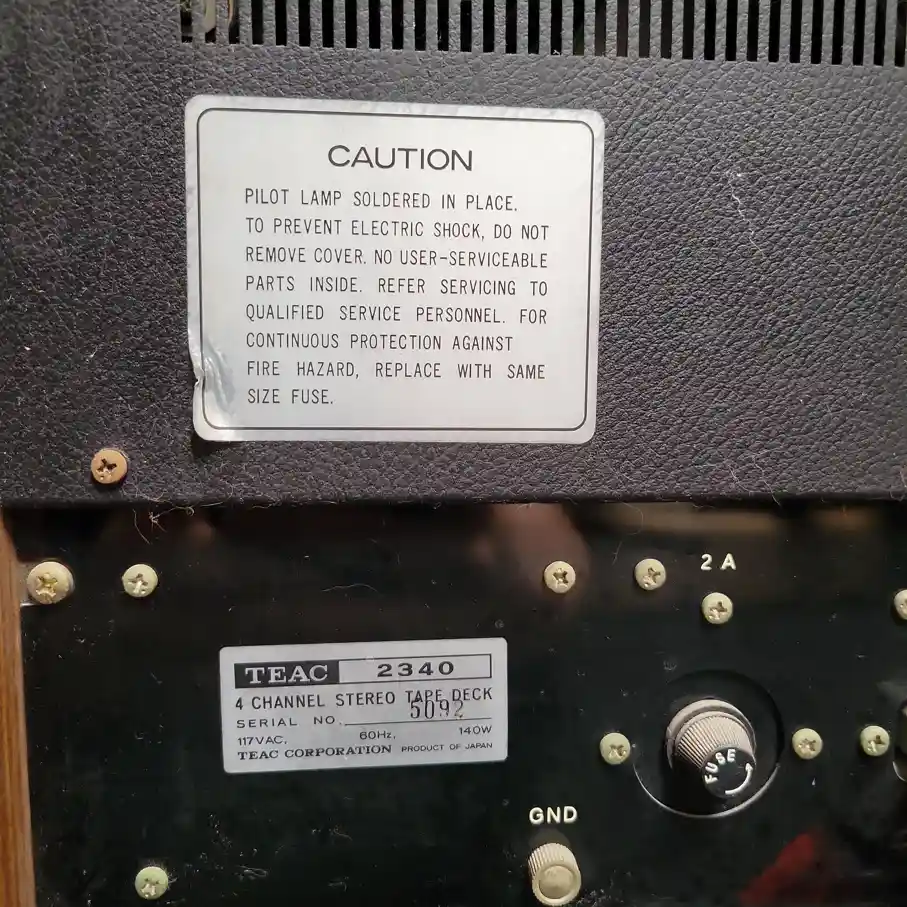 CAUTION
PILOT LAMP SOLDERED IN PLACE.
TO PREVENT ELECTRIC SHOCK, DO NOT
REMOVE COVER. NO USER-SERVICEABLE
PARTS INSIDE. REFER SERVICING TO
QUALIFIED SERVICE PERSONNEL. FOR
CONTINUOUS PROTECTION AGAINST
FIRE HAZARD, REPLACE WITH SAME
SIZE FUSE.
2 A
TEAC 2340
4 CHANNEL STEREO TAPE DECK
SERIAL NO. 5092
117VAC, 60Hz, 140W
TEAC CORPORATION PRODUCT OF JAPAN
FUSE
GND